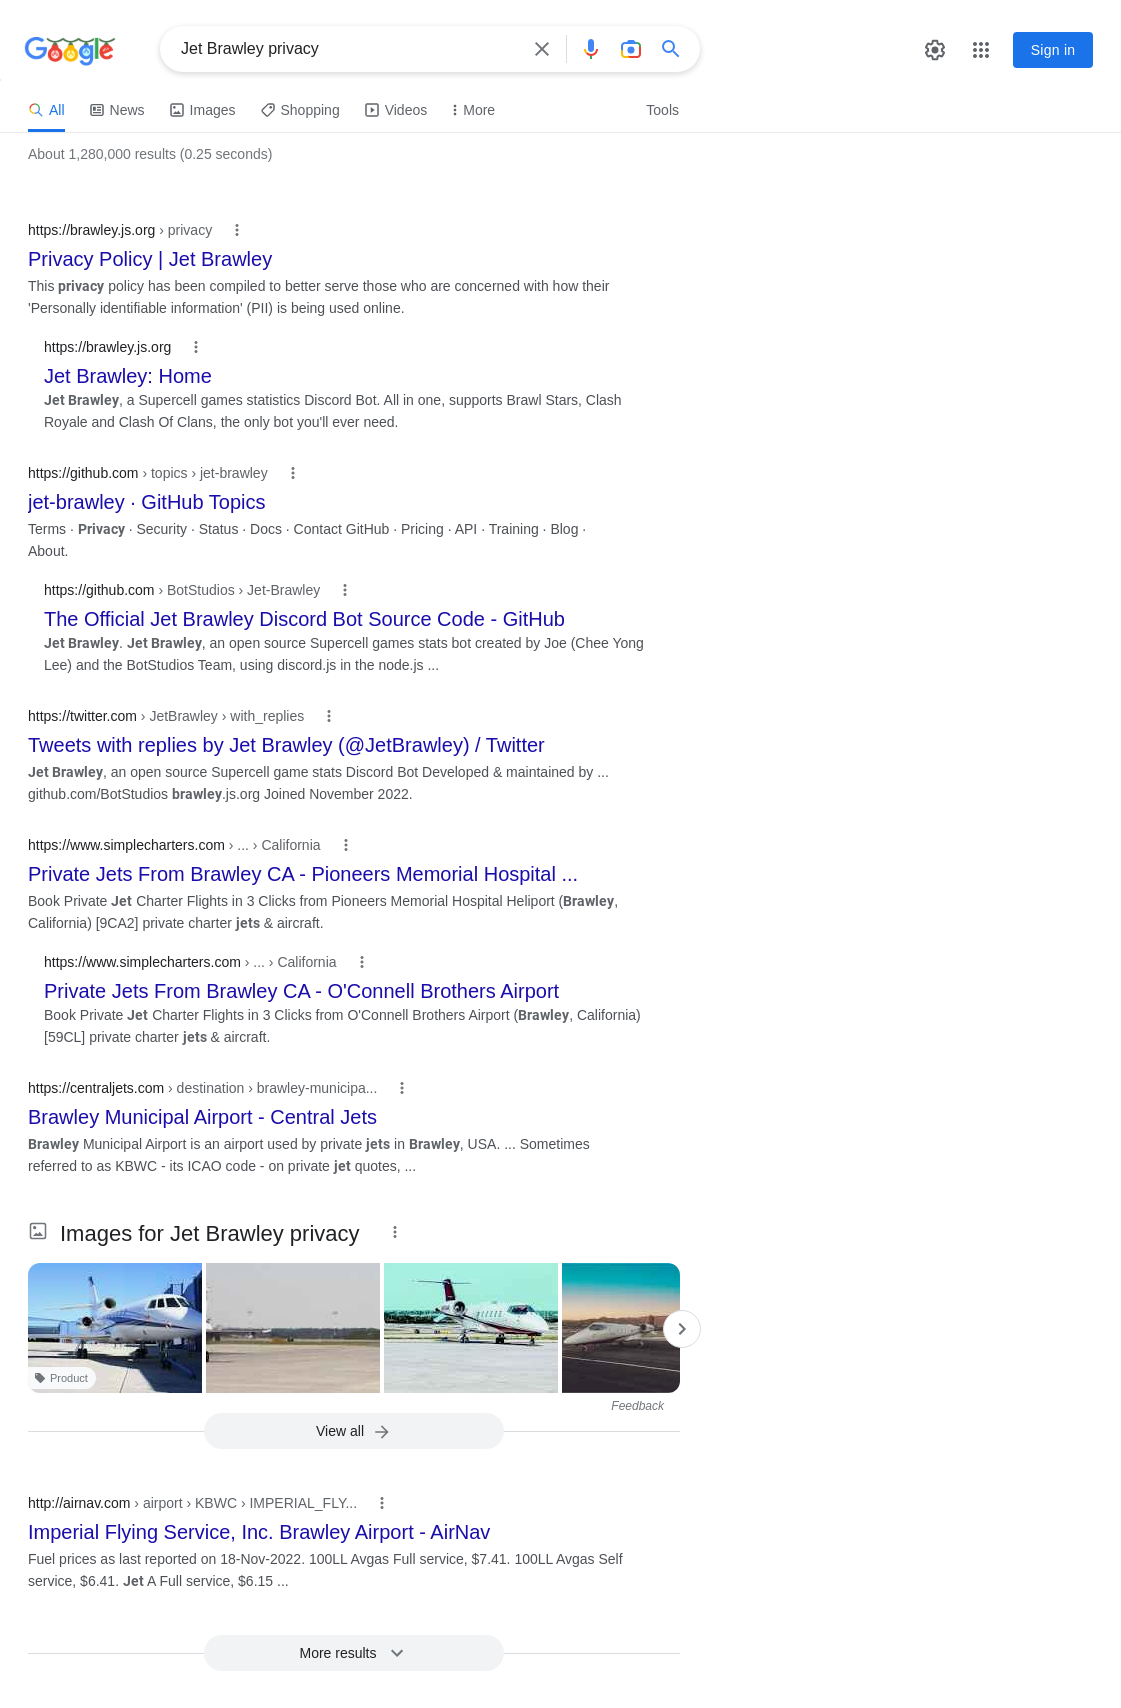 Google
Jet Brawley privacy
Sign in
All News Images Shopping Videos More Tools
About 1,280,000 results (0.25 seconds)
https://brawley.js.org › privacy
Privacy Policy | Jet Brawley
This privacy policy has been compiled to better serve those who are concerned with how their
'Personally identifiable information' (PII) is being used online.
https://brawley.js.org
Jet Brawley: Home
Jet Brawley, a Supercell games statistics Discord Bot. All in one, supports Brawl Stars, Clash
Royale and Clash Of Clans, the only bot you'll ever need.
https://github.com › topics › jet-brawley
jet-brawley · GitHub Topics
Terms · Privacy · Security · Status · Docs · Contact GitHub · Pricing · API · Training · Blog ·
About.
https://github.com › BotStudios › Jet-Brawley
The Official Jet Brawley Discord Bot Source Code - GitHub
Jet Brawley. Jet Brawley, an open source Supercell games stats bot created by Joe (Chee Yong
Lee) and the BotStudios Team, using discord.js in the node.js ...
https://twitter.com › JetBrawley › with_replies
Tweets with replies by Jet Brawley (@JetBrawley) / Twitter
Jet Brawley, an open source Supercell game stats Discord Bot Developed & maintained by ...
github.com/BotStudios brawley.js.org Joined November 2022.
https://www.simplecharters.com › ... › California
Private Jets From Brawley CA - Pioneers Memorial Hospital ...
Book Private Jet Charter Flights in 3 Clicks from Pioneers Memorial Hospital Heliport (Brawley,
California) [9CA2] private charter jets & aircraft.
https://www.simplecharters.com › ... › California
Private Jets From Brawley CA - O'Connell Brothers Airport
Book Private Jet Charter Flights in 3 Clicks from O'Connell Brothers Airport (Brawley, California)
[59CL] private charter jets & aircraft.
https://centraljets.com › destination › brawley-municipa...
Brawley Municipal Airport - Central Jets
Brawley Municipal Airport is an airport used by private jets in Brawley, USA. ... Sometimes
referred to as KBWC - its ICAO code - on private jet quotes, ...
Images for Jet Brawley privacy
Product
Feedback
View all
http://airnav.com › airport › KBWC › IMPERIAL_FLY...
Imperial Flying Service, Inc. Brawley Airport - AirNav
Fuel prices as last reported on 18-Nov-2022. 100LL Avgas Full service, $7.41. 100LL Avgas Self
service, $6.41. Jet A Full service, $6.15 ...
More results